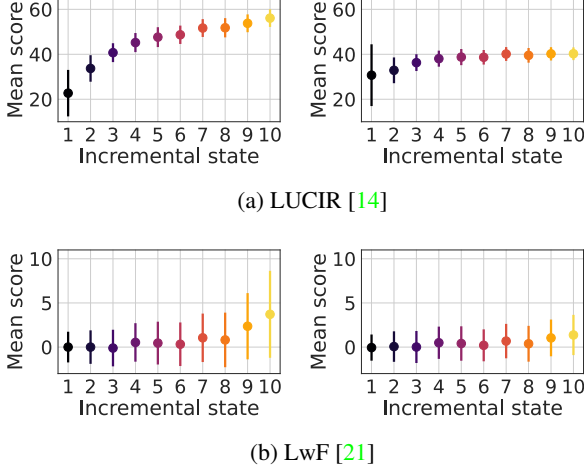 60
40
20
Mean score
1 2 3 4 5 6 7 8 9 10
Incremental state
60
40
20
Mean score
1 2 3 4 5 6 7 8 9 10
Incremental state
(a) LUCIR [14]
10
5
0
Mean score
1 2 3 4 5 6 7 8 9 10
Incremental state
10
5
0
Mean score
1 2 3 4 5 6 7 8 9 10
Incremental state
(b) LwF [21]